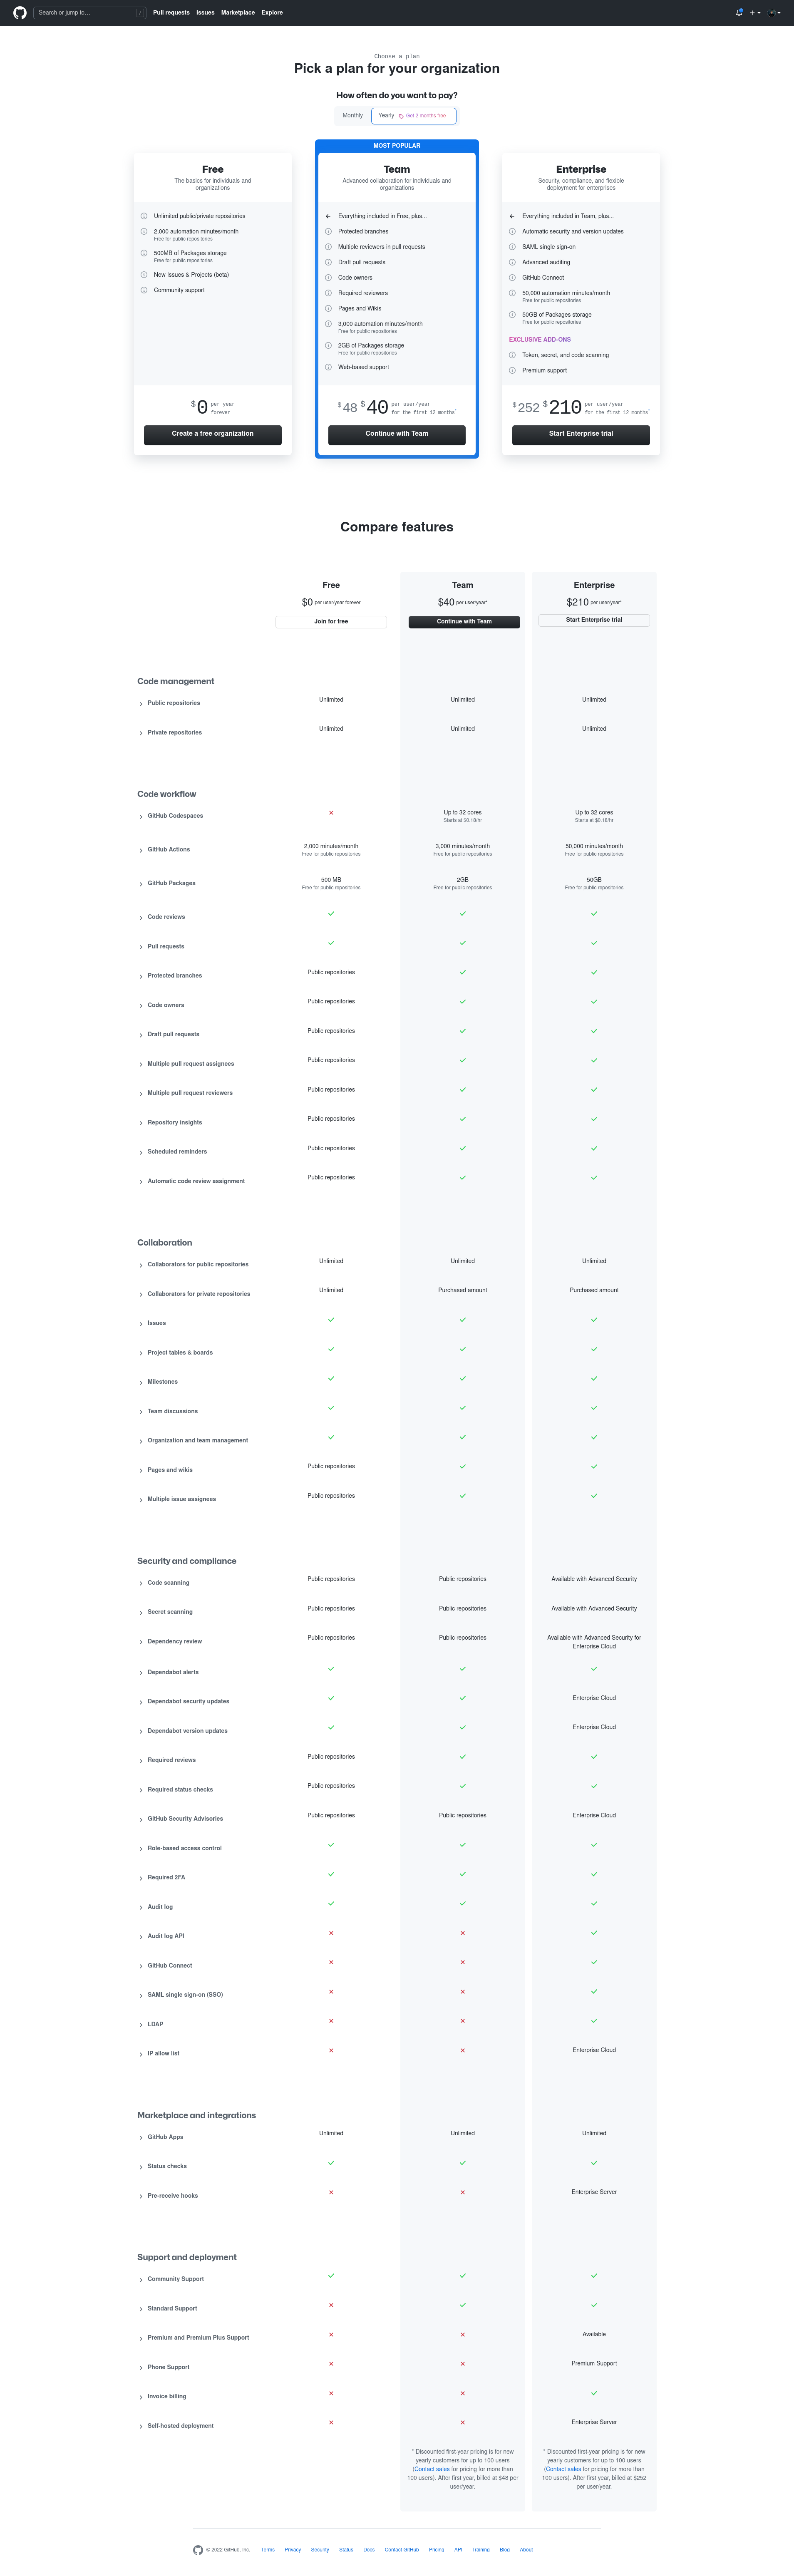 Search or jump to... /
Pull requests Issues Marketplace Explore
Choose a plan
Pick a plan for your organization
How often do you want to pay?
Monthly Yearly Get 2 months free
Free
The basics for individuals and
organizations
Unlimited public/private repositories
2,000 automation minutes/month
Free for public repositories
500MB of Packages storage
Free for public repositories
New Issues & Projects (beta)
Community support
$0 per year
forever
Create a free organization
MOST POPULAR
Team
Advanced collaboration for individuals and
organizations
Everything included in Free, plus...
Protected branches
Multiple reviewers in pull requests
Draft pull requests
Code owners
Required reviewers
Pages and Wikis
3,000 automation minutes/month
Free for public repositories
2GB of Packages storage
Free for public repositories
Web-based support
$48 $40 per user/year
for the first 12 months*
Continue with Team
Enterprise
Security, compliance, and flexible
deployment for enterprises
Everything included in Team, plus...
Automatic security and version updates
SAML single sign-on
Advanced auditing
GitHub Connect
50,000 automation minutes/month
Free for public repositories
50GB of Packages storage
Free for public repositories
EXCLUSIVE ADD-ONS
Token, secret, and code scanning
Premium support
$252 $210 per user/year
for the first 12 months*
Start Enterprise trial
Compare features
Free Team Enterprise
$0 per user/year forever $40 per user/year* $210 per user/year*
Join for free Continue with Team Start Enterprise trial
Code management
Public repositories Unlimited Unlimited Unlimited
Private repositories Unlimited Unlimited Unlimited
Code workflow
GitHub Codespaces Up to 32 cores Up to 32 cores
Starts at $0.18/hr Starts at $0.18/hr
GitHub Actions 2,000 minutes/month 3,000 minutes/month 50,000 minutes/month
Free for public repositories Free for public repositories Free for public repositories
GitHub Packages 500 MB 2GB 50GB
Free for public repositories Free for public repositories Free for public repositories
Code reviews
Pull requests
Protected branches Public repositories
Code owners Public repositories
Draft pull requests Public repositories
Multiple pull request assignees Public repositories
Multiple pull request reviewers Public repositories
Repository insights Public repositories
Scheduled reminders Public repositories
Automatic code review assignment Public repositories
Collaboration
Collaborators for public repositories Unlimited Unlimited Unlimited
Collaborators for private repositories Unlimited Purchased amount Purchased amount
Issues
Project tables & boards
Milestones
Team discussions
Organization and team management
Pages and wikis Public repositories
Multiple issue assignees Public repositories
Security and compliance
Code scanning Public repositories Public repositories Available with Advanced Security
Secret scanning Public repositories Public repositories Available with Advanced Security
Dependency review Public repositories Public repositories Available with Advanced Security for
Enterprise Cloud
Dependabot alerts
Dependabot security updates Enterprise Cloud
Dependabot version updates Enterprise Cloud
Required reviews Public repositories
Required status checks Public repositories
GitHub Security Advisories Public repositories Public repositories Enterprise Cloud
Role-based access control
Required 2FA
Audit log
Audit log API
GitHub Connect
SAML single sign-on (SSO)
LDAP
IP allow list Enterprise Cloud
Marketplace and integrations
GitHub Apps Unlimited Unlimited Unlimited
Status checks
Pre-receive hooks Enterprise Server
Support and deployment
Community Support
Standard Support
Premium and Premium Plus Support Available
Phone Support Premium Support
Invoice billing
Self-hosted deployment Enterprise Server
* Discounted first-year pricing is for new
yearly customers for up to 100 users
(Contact sales for pricing for more than
100 users). After first year, billed at $48 per
user/year.
* Discounted first-year pricing is for new
yearly customers for up to 100 users
(Contact sales for pricing for more than
100 users). After first year, billed at $252
per user/year.
© 2022 GitHub, Inc. Terms Privacy Security Status Docs Contact GitHub Pricing API Training Blog About